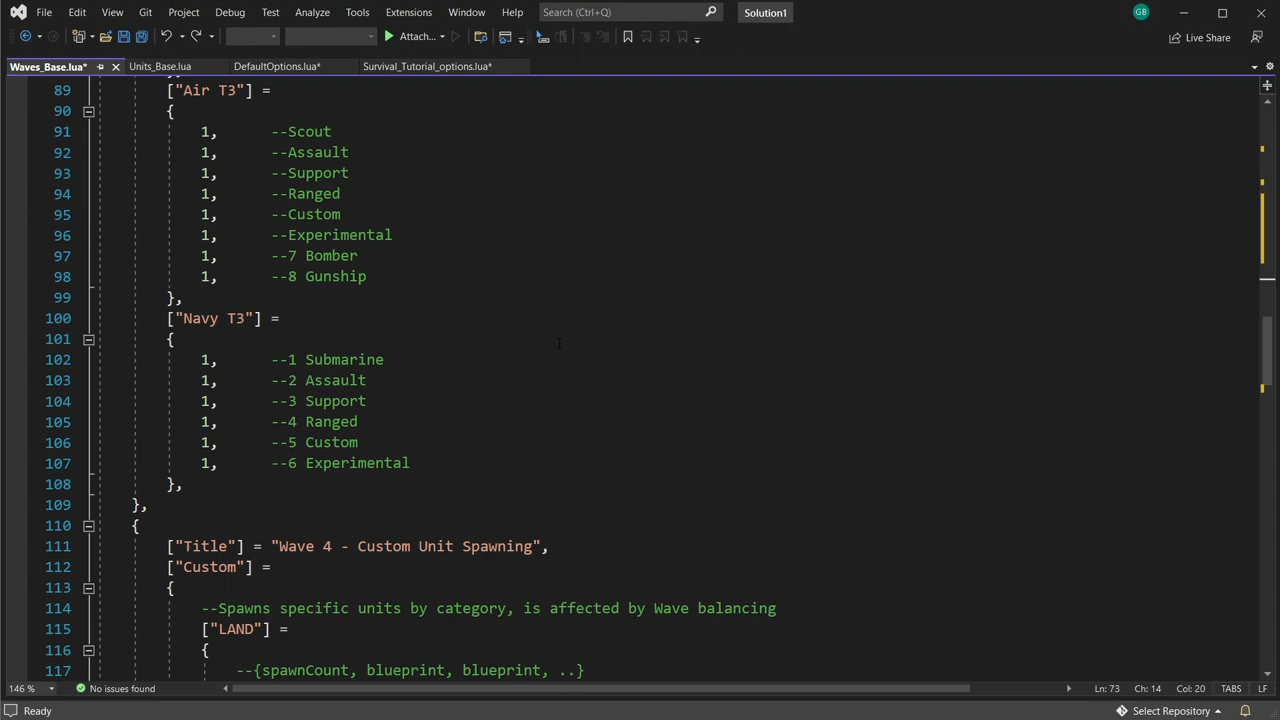 File Edit View Git Project Debug Test Analyze Tools Extensions Window Help Search (Ctrl+Q) Solution1 GB
Attach... Live Share
Waves_Base.lua* Units_Base.lua DefaultOptions.lua* Survival_Tutorial_options.lua*
89 ["Air T3"] =
90 {
91 1, --Scout
92 1, --Assault
93 1, --Support
94 1, --Ranged
95 1, --Custom
96 1, --Experimental
97 1, --7 Bomber
98 1, --8 Gunship
99 },
100 ["Navy T3"] =
101 {
102 1, --1 Submarine
103 1, --2 Assault
104 1, --3 Support
105 1, --4 Ranged
106 1, --5 Custom
107 1, --6 Experimental
108 },
109 },
110 {
111 ["Title"] = "Wave 4 - Custom Unit Spawning",
112 ["Custom"] =
113 {
114 --Spawns specific units by category, is affected by Wave balancing
115 ["LAND"] =
116 {
117 --{spawnCount, blueprint, blueprint, ..}
146 % No issues found Ln: 73 Ch: 14 Col: 20 TABS LF
Ready Select Repository